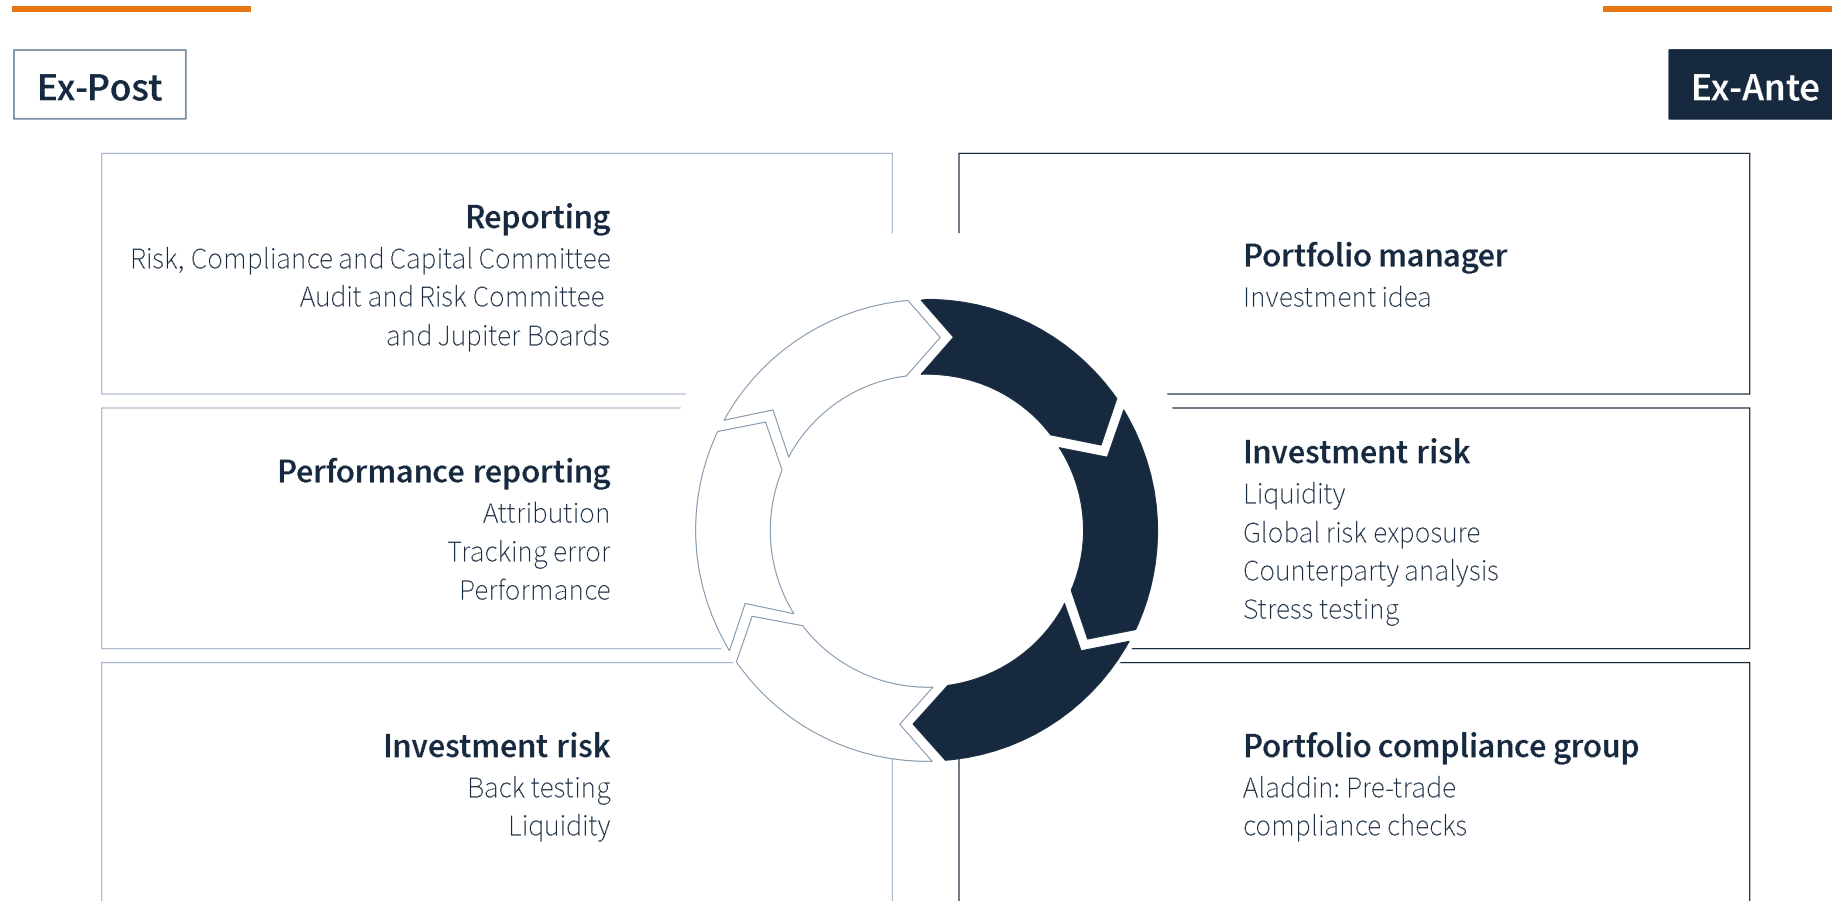 Ex-Post
Ex-Ante
Reporting
Risk, Compliance and Capital Committee
Audit and Risk Committee
and Jupiter Boards
Portfolio manager
Investment idea
Performance reporting
Attribution
Tracking error
Performance
Investment risk
Liquidity
Global risk exposure
Counterparty analysis
Stress testing
Investment risk
Back testing
Liquidity
Portfolio compliance group
Aladdin: Pre-trade
compliance checks